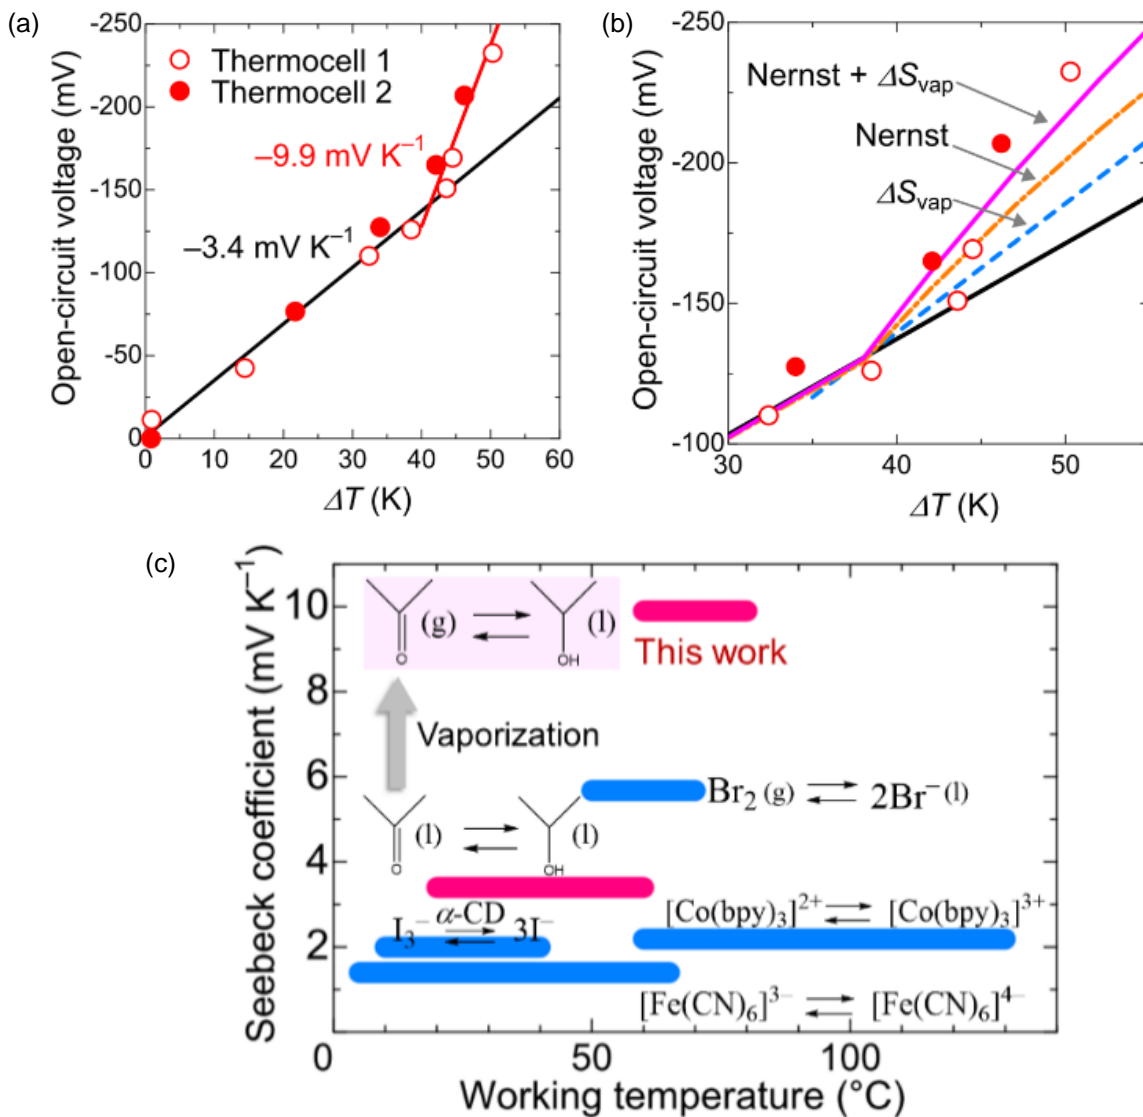 (a)
-250
-200
-150
-100
-50
0
Open-circuit voltage (mV)
Thermocell 1
Thermocell 2
–9.9 mV K⁻¹
–3.4 mV K⁻¹
0 10 20 30 40 50 60
ΔT (K)
(b)
-250
-200
-150
-100
Open-circuit voltage (mV)
Nernst + ΔSvap
Nernst
ΔSvap
30 40 50
ΔT (K)
(c)
10
8
6
4
2
Seebeck coefficient (mV K⁻¹)
O (g) OH (l)
This work
Vaporization
Br₂ (g) 2Br⁻ (l)
O (l) OH (l)
α-CD
I₃⁻ 3I⁻
[Co(bpy)₃]²⁺ [Co(bpy)₃]³⁺
[Fe(CN)₆]³⁻ [Fe(CN)₆]⁴⁻
0 50 100
Working temperature (°C)